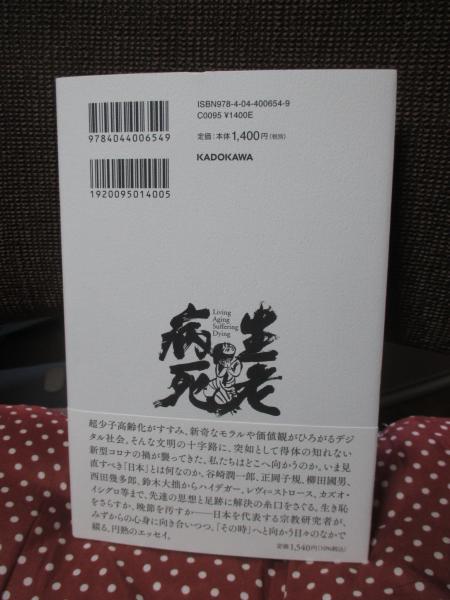 ISBN978-4-04-400654-9
C0095 ¥1400E
定価:本体1,400円(税別)
KADOKAWA
9784044006549
1920095014005
生老
病死
Living
Aging
Suffering
Dying
超少子高齢化がすすみ、新奇なモラルや価値観がひろがるデジ
タル社会。そんな文明の十字路に、突如として得体の知れない
新型コロナの禍が襲ってきた。私たちはどこへ向かうのか。いま見
直すべき「日本」とは何なのか。谷崎潤一郎、正岡子規、柳田國男、
西田幾多郎、鈴木大拙からハイデガー、レヴィ=ストロース、カズオ・
イシグロ等まで、先達の思想と足跡に解決の糸口をさぐる。生き恥
をさらすか、晩節を汚すか――日本を代表する宗教研究者が、
みずからの心身に向き合いつつ、「その時」へと向かう日々のなかで
綴る、円熟のエッセイ。
定価1,540円(10%税込)